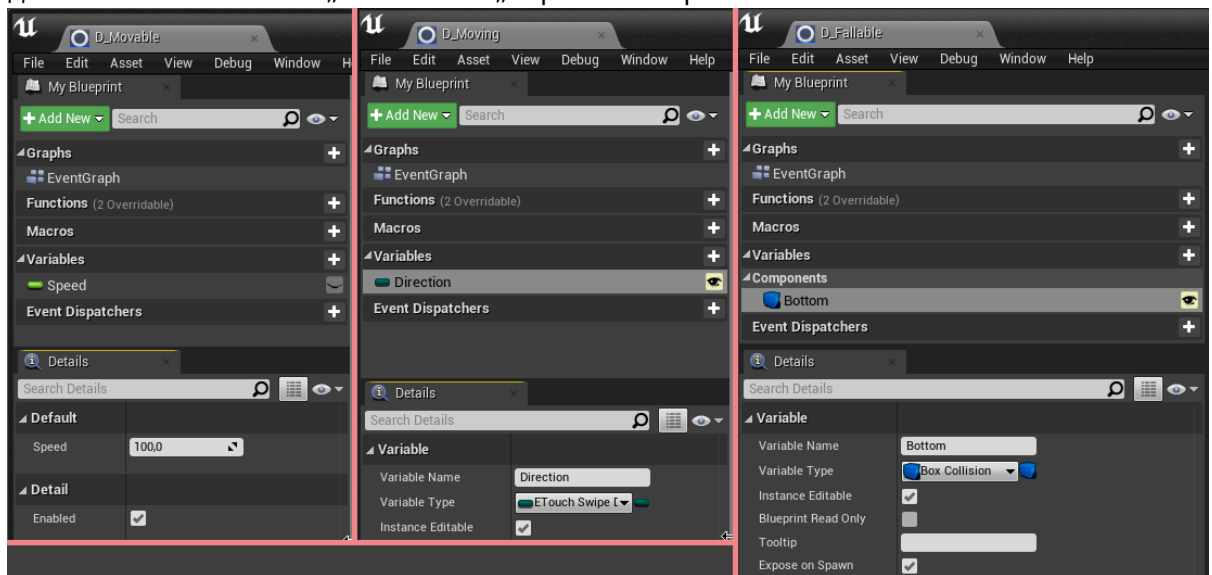 D_Movable
File Edit Asset View Debug Window
My Blueprint
+ Add New Search
Graphs +
EventGraph
Functions (2 Overridable) +
Macros +
Variables +
Speed
Event Dispatchers +
Details
Search Details
Default
Speed 100,0
Detail
Enabled
D_Moving
File Edit Asset View Debug Window Help
My Blueprint
+ Add New Search
Graphs +
EventGraph
Functions (2 Overridable) +
Macros +
Variables +
Direction
Event Dispatchers +
Details
Search Details
Variable
Variable Name Direction
Variable Type ETouch Swipe
Instance Editable
D_Fallable
File Edit Asset View Debug Window Help
My Blueprint
+ Add New Search
Graphs +
EventGraph
Functions (2 Overridable) +
Macros +
Variables +
Components
Bottom
Event Dispatchers +
Details
Search Details
Variable
Variable Name Bottom
Variable Type Box Collision
Instance Editable
Blueprint Read Only
Tooltip
Expose on Spawn